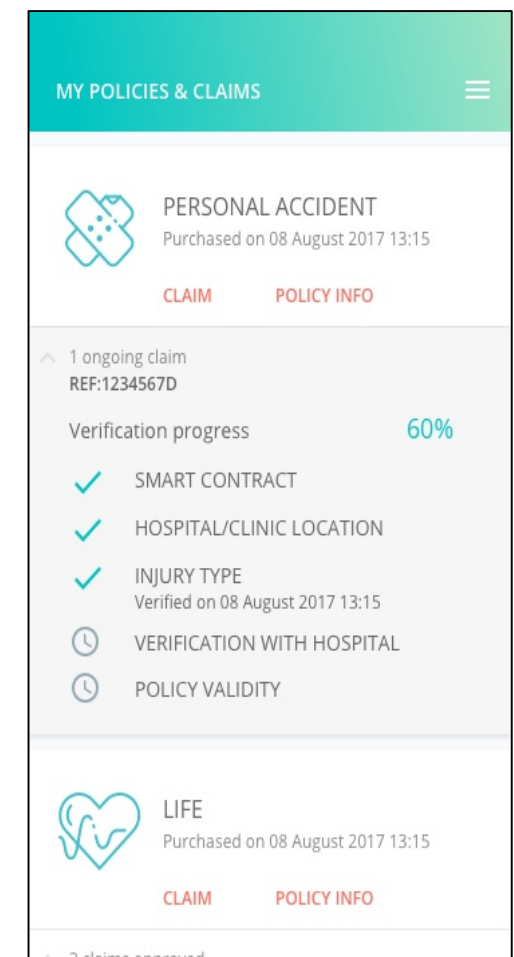 MY POLICIES & CLAIMS
PERSONAL ACCIDENT
Purchased on 08 August 2017 13:15
CLAIM POLICY INFO
1 ongoing claim
REF:1234567D
Verification progress 60%
SMART CONTRACT
HOSPITAL/CLINIC LOCATION
INJURY TYPE
Verified on 08 August 2017 13:15
VERIFICATION WITH HOSPITAL
POLICY VALIDITY
LIFE
Purchased on 08 August 2017 13:15
CLAIM POLICY INFO
claims approved